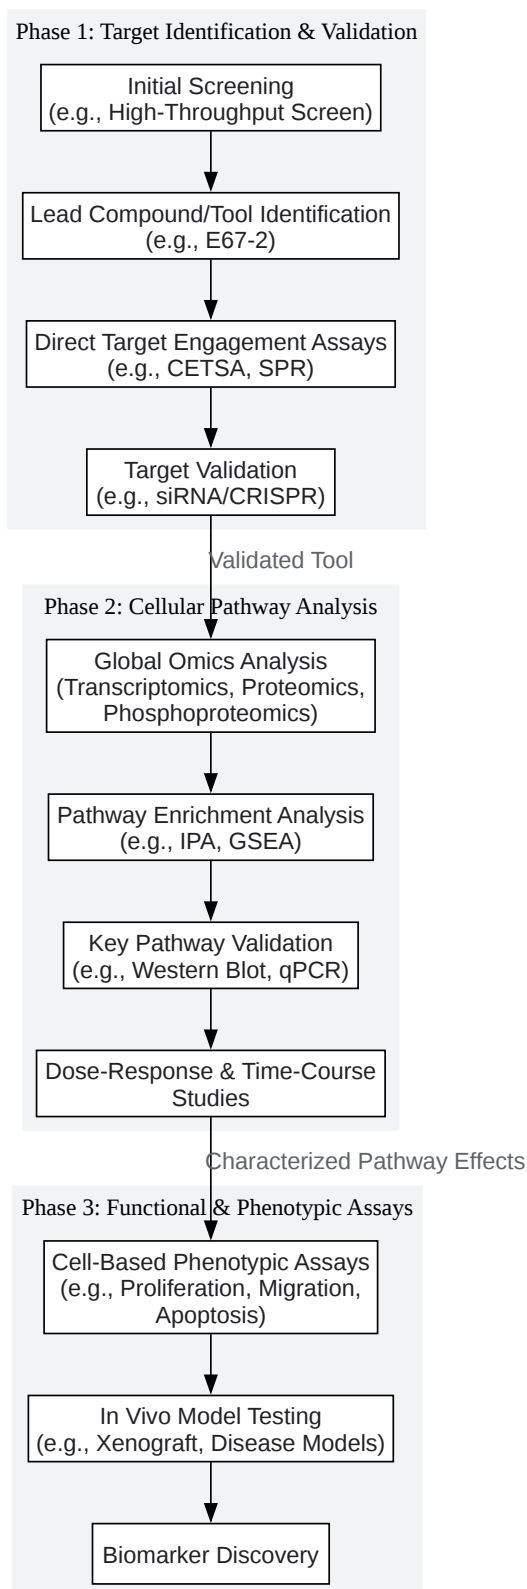 Phase 1: Target Identification & Validation
Initial Screening
(e.g., High-Throughput Screen)
Lead Compound/Tool Identification
(e.g., E67-2)
Direct Target Engagement Assays
(e.g., CETSA, SPR)
Target Validation
(e.g., siRNA/CRISPR)
Validated Tool
Phase 2: Cellular Pathway Analysis
Global Omics Analysis
(Transcriptomics, Proteomics,
Phosphoproteomics)
Pathway Enrichment Analysis
(e.g., IPA, GSEA)
Key Pathway Validation
(e.g., Western Blot, qPCR)
Dose-Response & Time-Course
Studies
Characterized Pathway Effects
Phase 3: Functional & Phenotypic Assays
Cell-Based Phenotypic Assays
(e.g., Proliferation, Migration,
Apoptosis)
In Vivo Model Testing
(e.g., Xenograft, Disease Models)
Biomarker Discovery